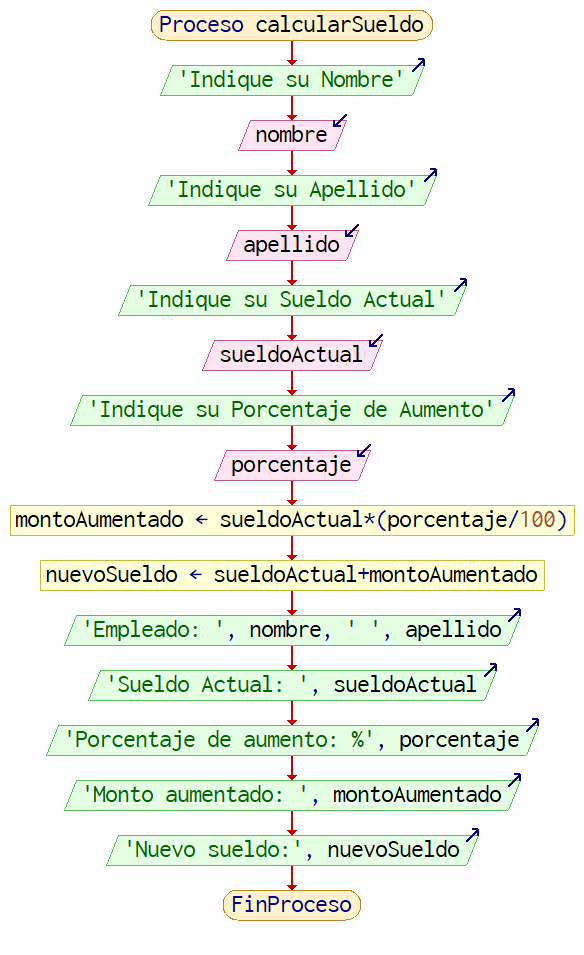 Proceso calcularSueldo
'Indique su Nombre'
nombre
'Indique su Apellido'
apellido
'Indique su Sueldo Actual'
sueldoActual
'Indique su Porcentaje de Aumento'
porcentaje
montoAumentado ← sueldoActual*(porcentaje/100)
nuevoSueldo ← sueldoActual+montoAumentado
'Empleado: ', nombre, ' ', apellido
'Sueldo Actual: ', sueldoActual
'Porcentaje de aumento: %', porcentaje
'Monto aumentado: ', montoAumentado
'Nuevo sueldo:', nuevoSueldo
FinProceso